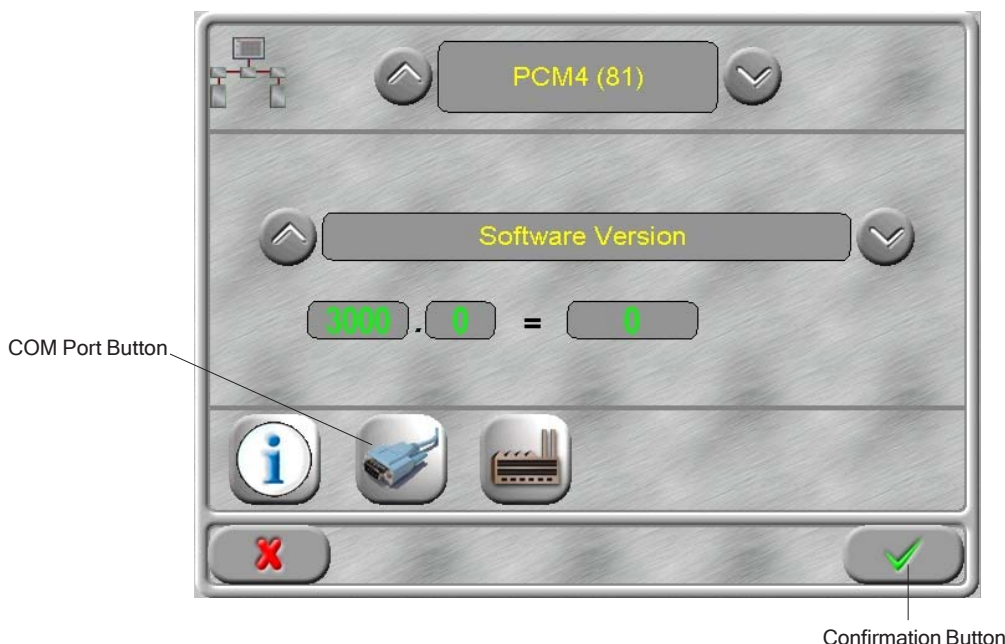 PCM4 (81)
Software Version
3000 . 0 = 0
COM Port Button
i
Confirmation Button